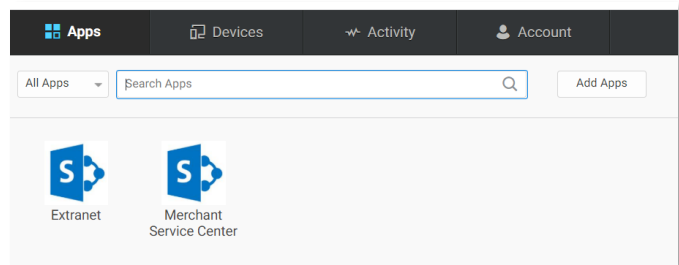 Apps
Devices
Activity
Account
All Apps
Search Apps
Add Apps
S
S
Extranet
Merchant
Service Center